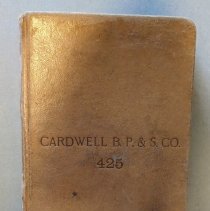 CARDWELL B. P. & S. CO.
425